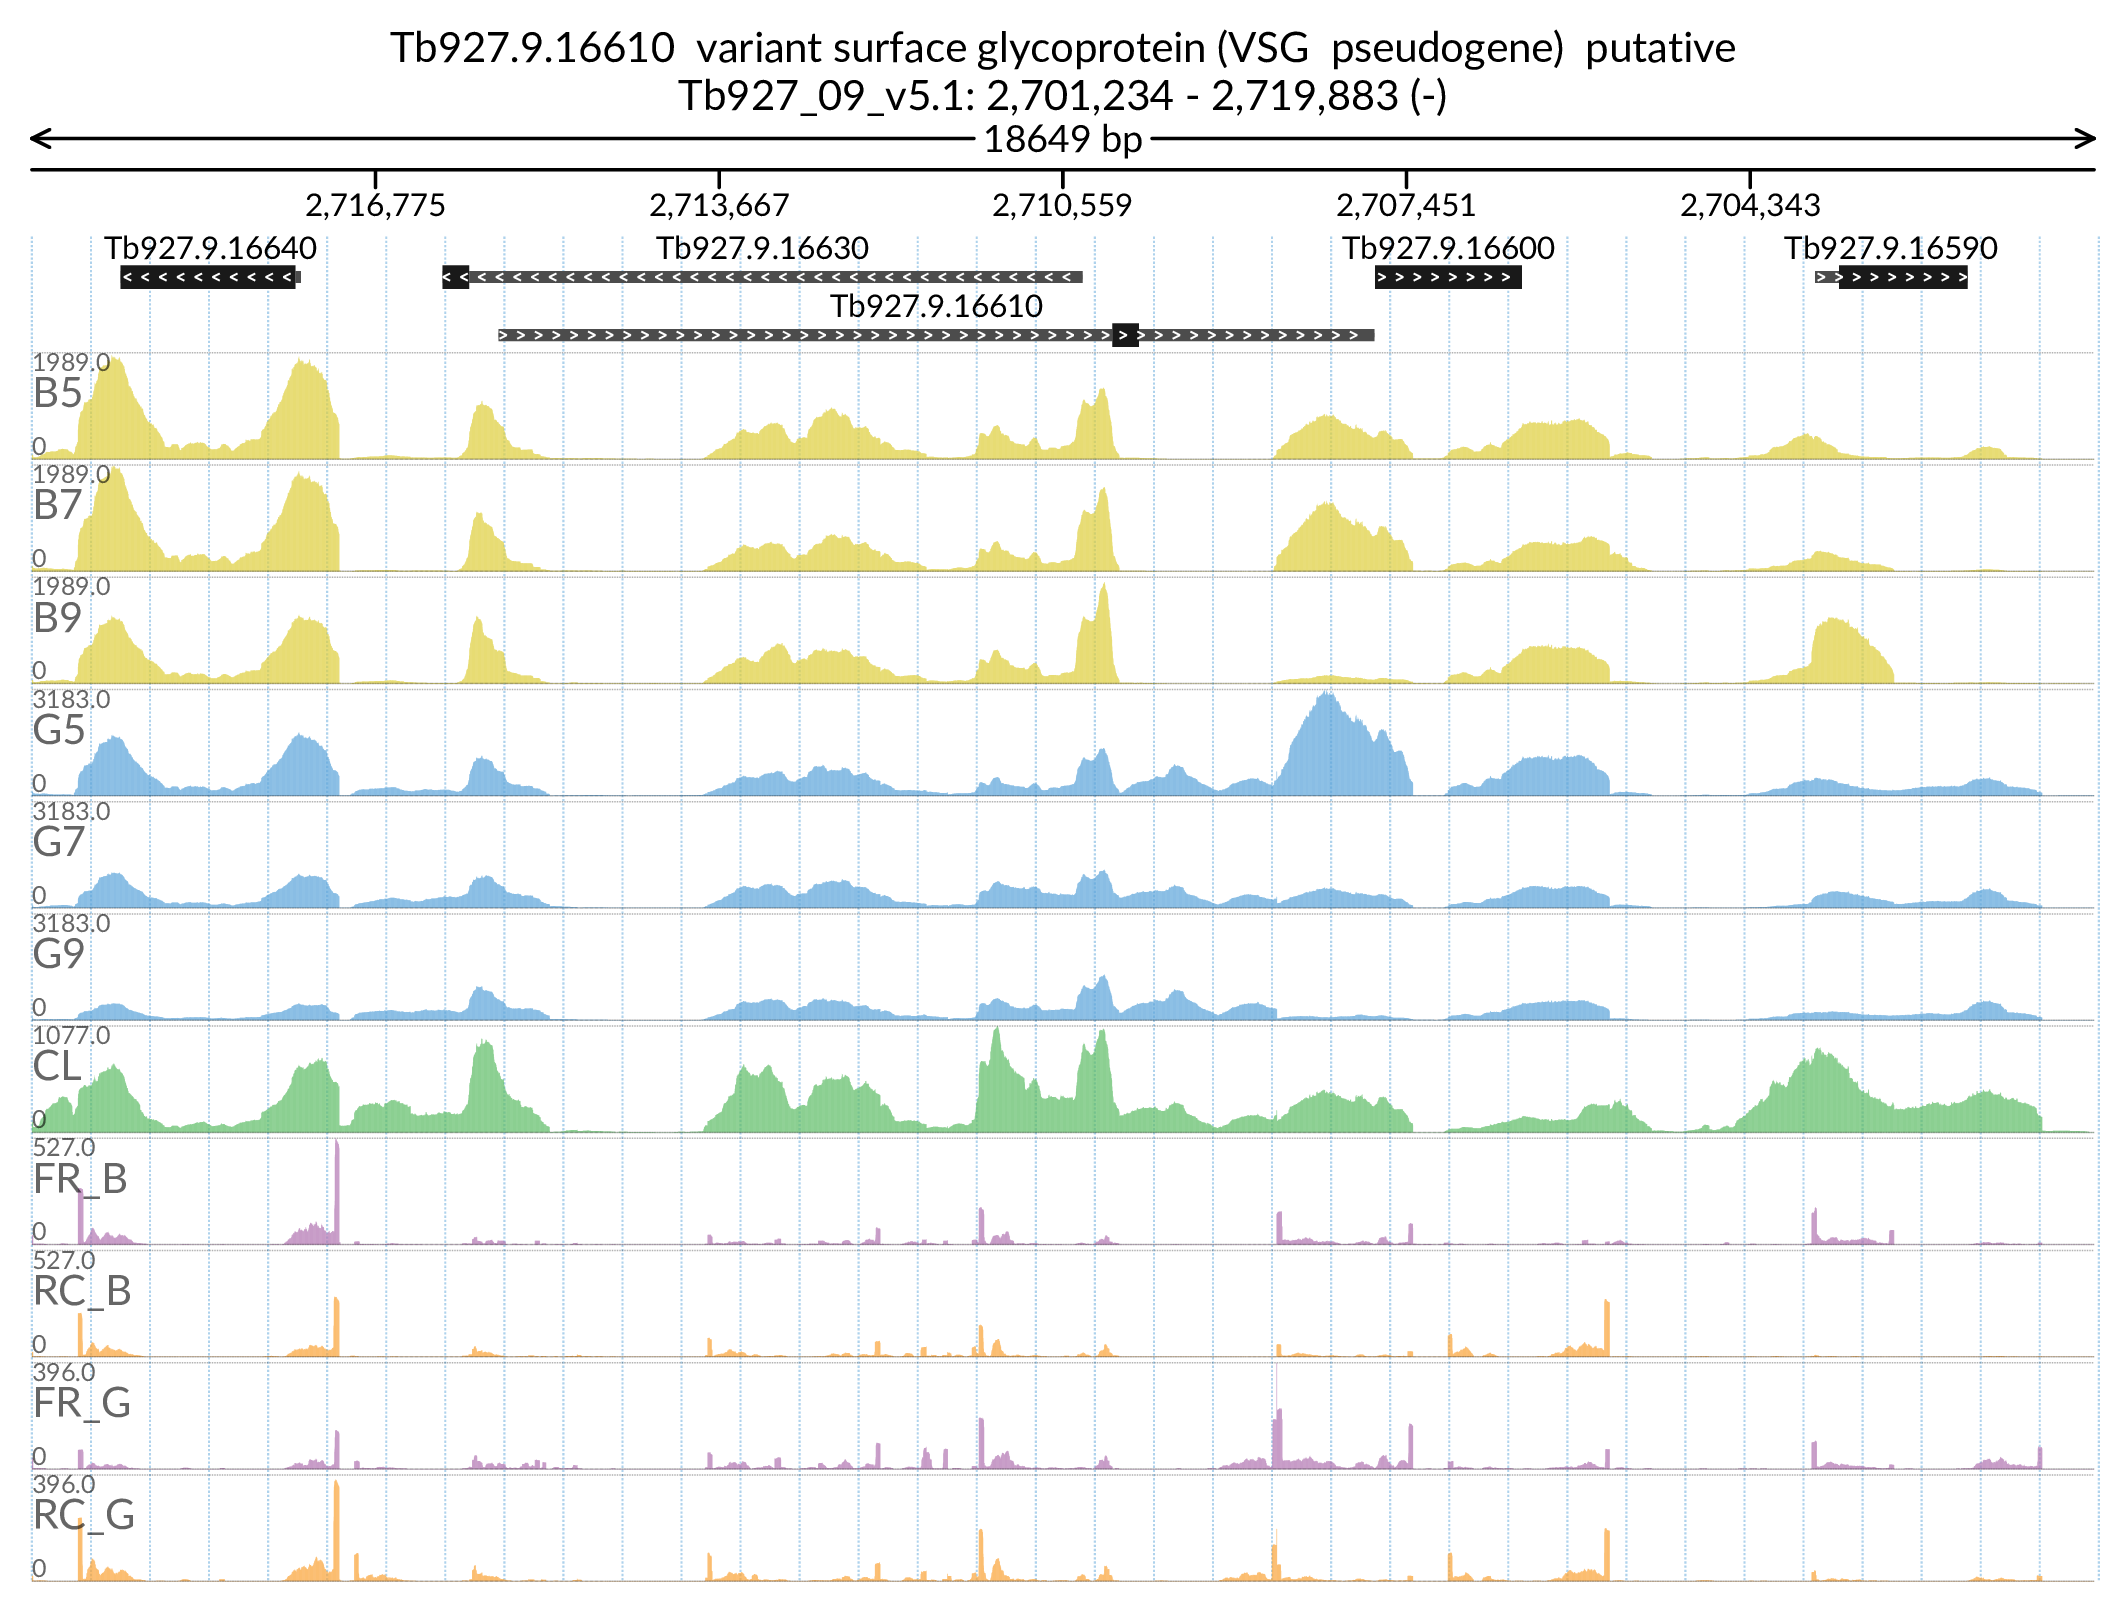 Tb927.9.16610 variant surface glycoprotein (VSG pseudogene) putative
Tb927_09_v5.1: 2,701,234 - 2,719,883 (-)
18649 bp
2,716,775 2,713,667 2,710,559 2,707,451 2,704,343
Tb927.9.16640 Tb927.9.16630 Tb927.9.16600 Tb927.9.16590
Tb927.9.16610
1989.0
B5
0
1989.0
B7
0
1989.0
B9
0
3183.0
G5
0
3183.0
G7
0
3183.0
G9
0
1077.0
CL
0
527.0
FR_B
0
527.0
RC_B
0
396.0
FR_G
0
396.0
RC_G
0